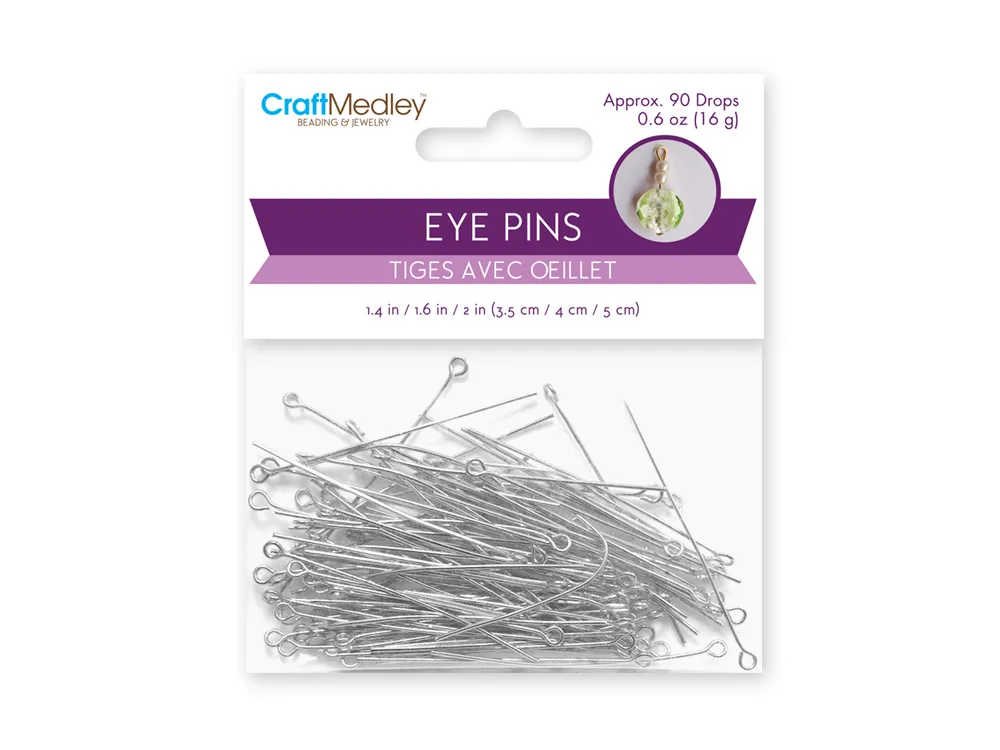 CraftMedley™
BEADING & JEWELRY
Approx. 90 Drops
0.6 oz (16 g)
EYE PINS
TIGES AVEC OEILLET
1.4 in / 1.6 in / 2 in (3.5 cm / 4 cm / 5 cm)